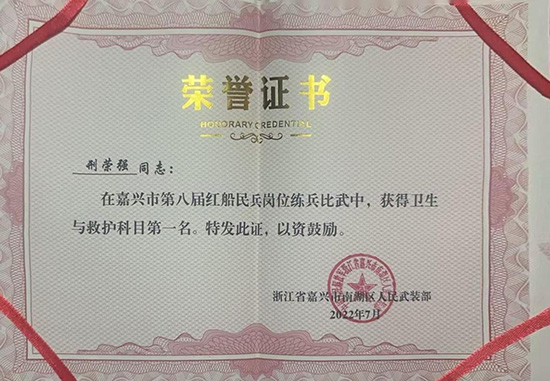 荣誉证书
HONORARY CREDENTIAL
刑荣强 同志：
在嘉兴市第八届红船民兵岗位练兵比武中，获得卫生
与救护科目第一名。特发此证，以资鼓励。
浙江省嘉兴市南湖区人民武装部
2022年7月